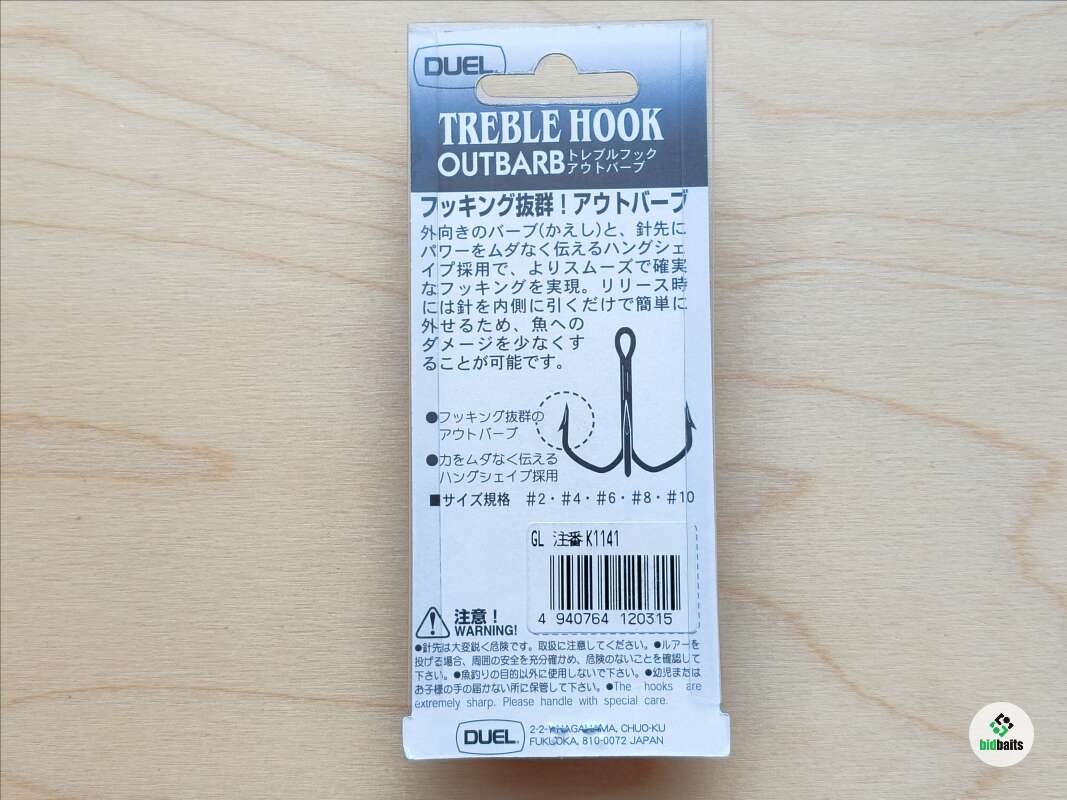 DUEL
TREBLE HOOK
OUTBARB トレブルフック
アウトバーブ
フッキング抜群！アウトバーブ
外向きのバーブ(かえし)と、針先に
パワーをムダなく伝えるハングシェ
イプ採用で、よりスムーズで確実
なフッキングを実現。リリース時
には針を内側に引くだけで簡単に
外せるため、魚への
ダメージを少なくす
ることが可能です。
●フッキング抜群の
アウトバーブ
●力をムダなく伝える
ハングシェイプ採用
■サイズ規格 #2・#4・#6・#8・#10
GL 注番K1141
4 940764 120315
注意！
WARNING!
●針先は大変鋭く危険です。取扱に注意してください。●ルアーを
投げる場合、周囲の安全を充分確かめ、危険のないことを確認して
下さい。●魚釣りの目的以外に使用しないで下さい。●幼児または
お子様の手の届かない所に保管して下さい。●The hooks are
extremely sharp. Please handle with special care.
DUEL
CHUO-KU
FUKUOKA, 810-0072 JAPAN
bidbaits